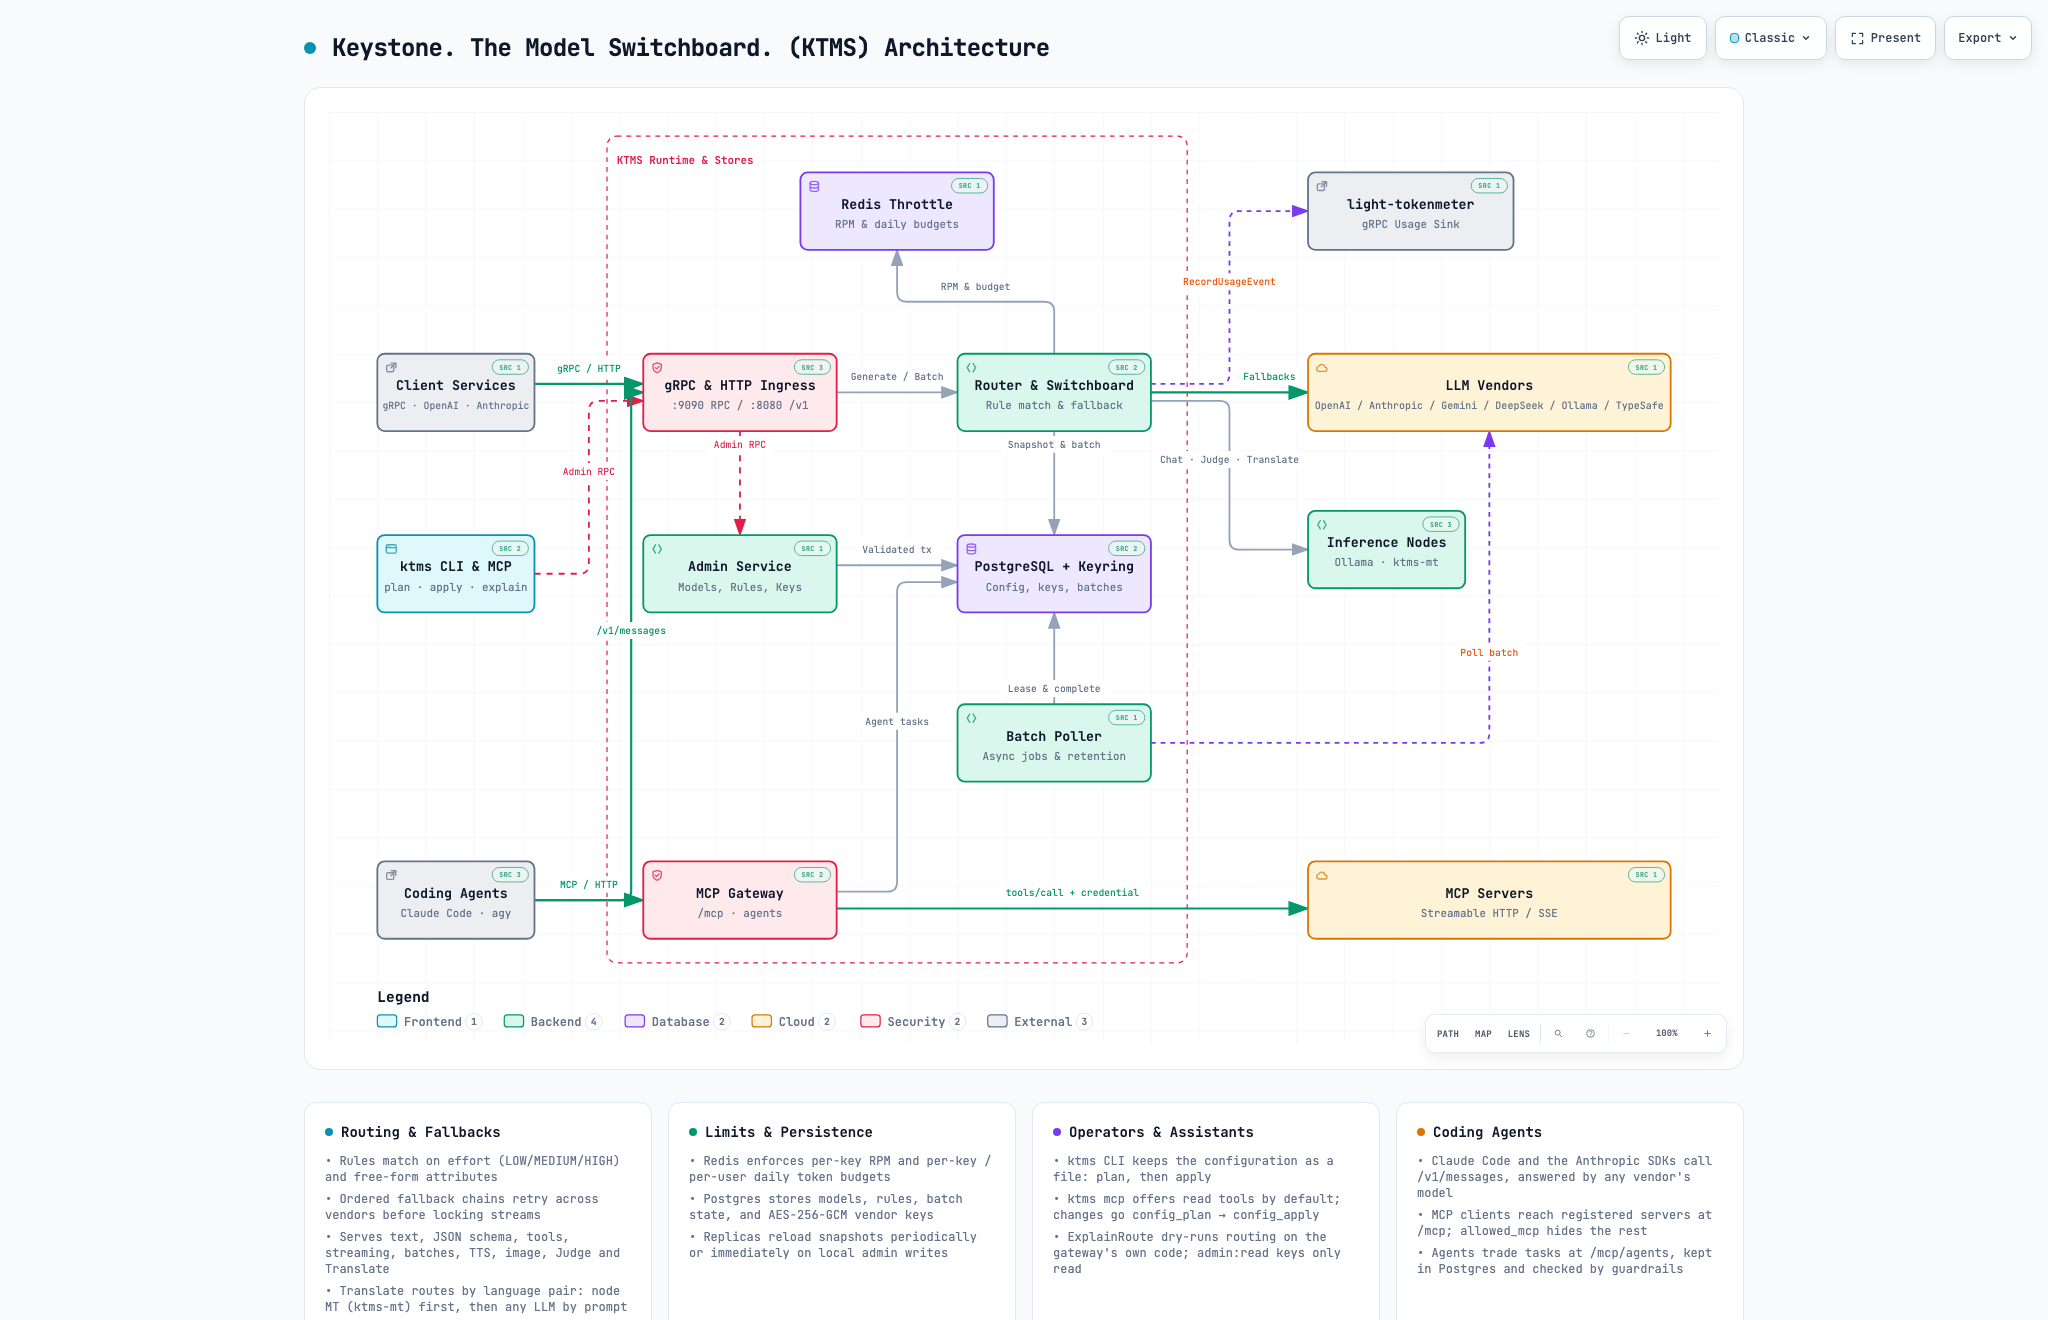 Keystone. The Model Switchboard. (KTMS) Architecture
Light
Classic
Present
Export
KTMS Runtime & Stores
SRC 1
Redis Throttle
RPM & daily budgets
SRC 1
light-tokenmeter
gRPC Usage Sink
RecordUsageEvent
RPM & budget
SRC 1
Client Services
gRPC · OpenAI · Anthropic
gRPC / HTTP
SRC 3
gRPC & HTTP Ingress
:9090 RPC / :8080 /v1
Generate / Batch
SRC 2
Router & Switchboard
Rule match & fallback
Fallbacks
SRC 1
LLM Vendors
OpenAI / Anthropic / Gemini / DeepSeek / Ollama / TypeSafe
Admin RPC
Admin RPC
Snapshot & batch
Chat · Judge · Translate
SRC 2
ktms CLI & MCP
plan · apply · explain
SRC 1
Admin Service
Models, Rules, Keys
Validated tx
SRC 2
PostgreSQL + Keyring
Config, keys, batches
SRC 3
Inference Nodes
Ollama · ktms-mt
/v1/messages
Poll batch
Lease & complete
Agent tasks
SRC 1
Batch Poller
Async jobs & retention
SRC 3
Coding Agents
Claude Code · agy
MCP / HTTP
SRC 2
MCP Gateway
/mcp · agents
tools/call + credential
SRC 1
MCP Servers
Streamable HTTP / SSE
Legend
Frontend 1
Backend 4
Database 2
Cloud 2
Security 2
External 3
PATH
MAP
LENS
100%
Routing & Fallbacks
• Rules match on effort (LOW/MEDIUM/HIGH)
and free-form attributes
• Ordered fallback chains retry across
vendors before locking streams
• Serves text, JSON schema, tools,
streaming, batches, TTS, image, Judge and
Translate
• Translate routes by language pair: node
MT (ktms-mt) first, then any LLM by prompt
Limits & Persistence
• Redis enforces per-key RPM and per-key /
per-user daily token budgets
• Postgres stores models, rules, batch
state, and AES-256-GCM vendor keys
• Replicas reload snapshots periodically
or immediately on local admin writes
Operators & Assistants
• ktms CLI keeps the configuration as a
file: plan, then apply
• ktms mcp offers read tools by default;
changes go config_plan → config_apply
• ExplainRoute dry-runs routing on the
gateway's own code; admin:read keys only
read
Coding Agents
• Claude Code and the Anthropic SDKs call
/v1/messages, answered by any vendor's
model
• MCP clients reach registered servers at
/mcp; allowed_mcp hides the rest
• Agents trade tasks at /mcp/agents, kept
in Postgres and checked by guardrails